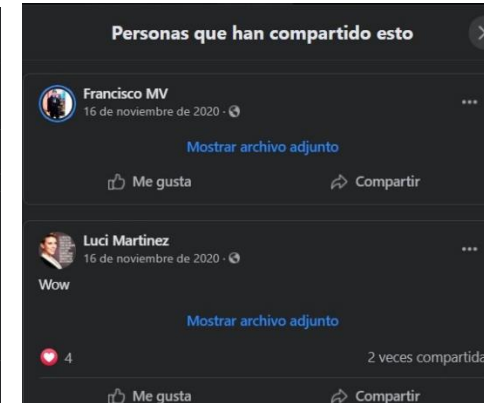 Personas que han compartido esto
Francisco MV
16 de noviembre de 2020 ·
Mostrar archivo adjunto
Me gusta
Compartir
Luci Martinez
16 de noviembre de 2020 ·
Wow
Mostrar archivo adjunto
4
2 veces compartida
Me gusta
Compartir